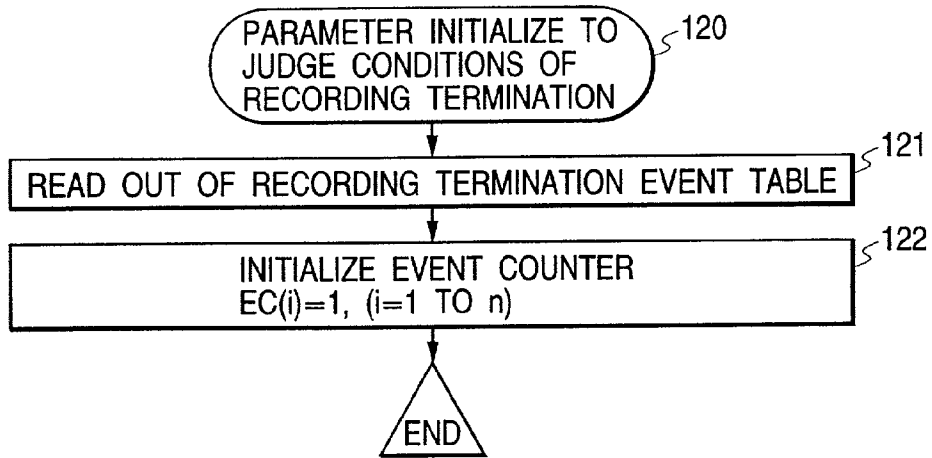 PARAMETER INITIALIZE TO
JUDGE CONDITIONS OF
RECORDING TERMINATION
120
121
READ OUT OF RECORDING TERMINATION EVENT TABLE
122
INITIALIZE EVENT COUNTER
EC(i)=1, (i=1 TO n)
END